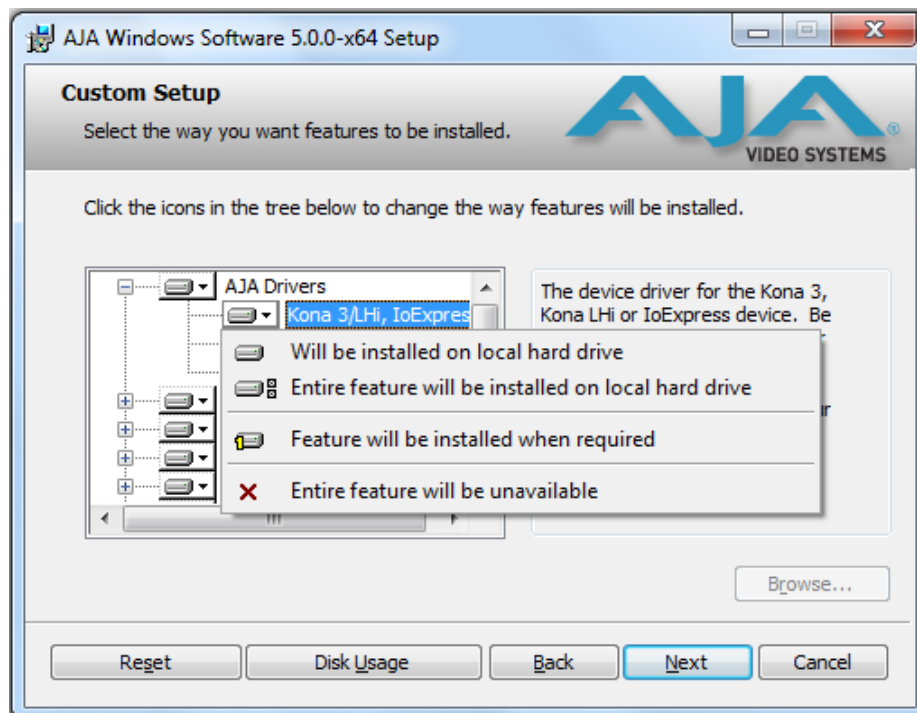 AJA Windows Software 5.0.0-x64 Setup
Custom Setup
Select the way you want features to be installed.
AJA
VIDEO SYSTEMS
Click the icons in the tree below to change the way features will be installed.
AJA Drivers
Kona 3/LHi, IoExpres
The device driver for the Kona 3,
Kona LHi or IoExpress device. Be
Will be installed on local hard drive
Entire feature will be installed on local hard drive
Feature will be installed when required
Entire feature will be unavailable
Browse...
Reset
Disk Usage
Back
Next
Cancel